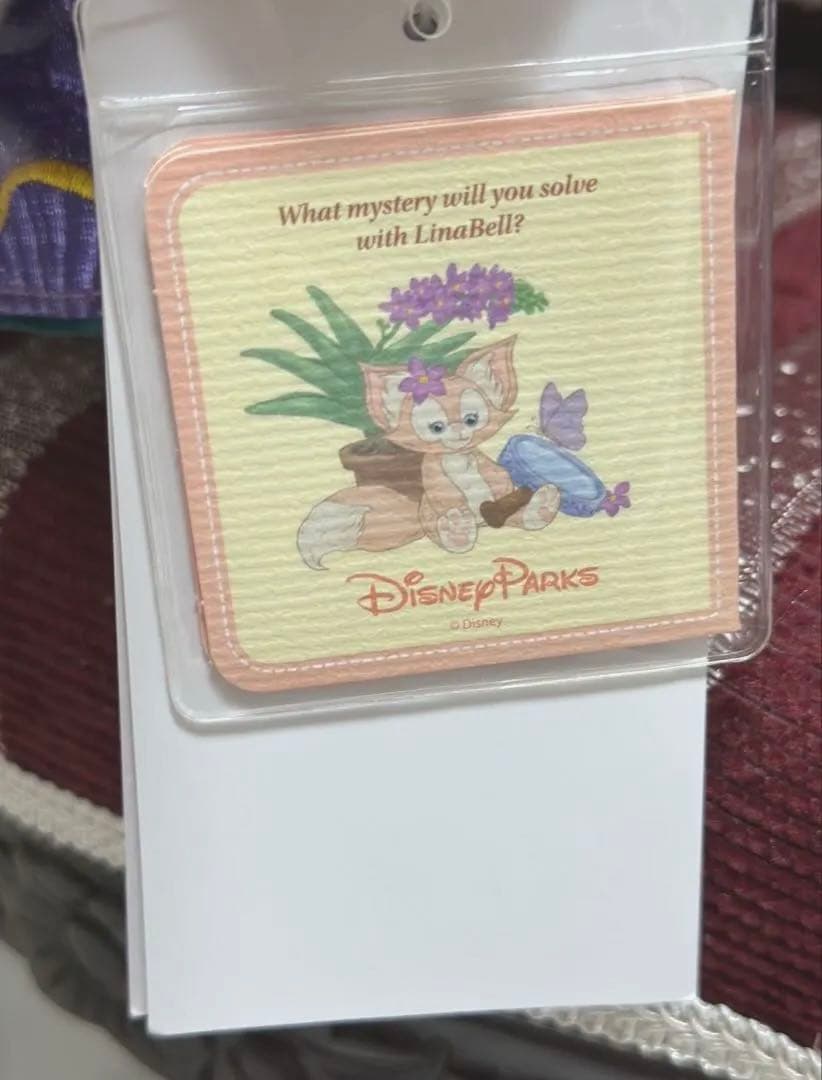 What mystery will you solve
with LinaBell?
Disney Parks
© Disney